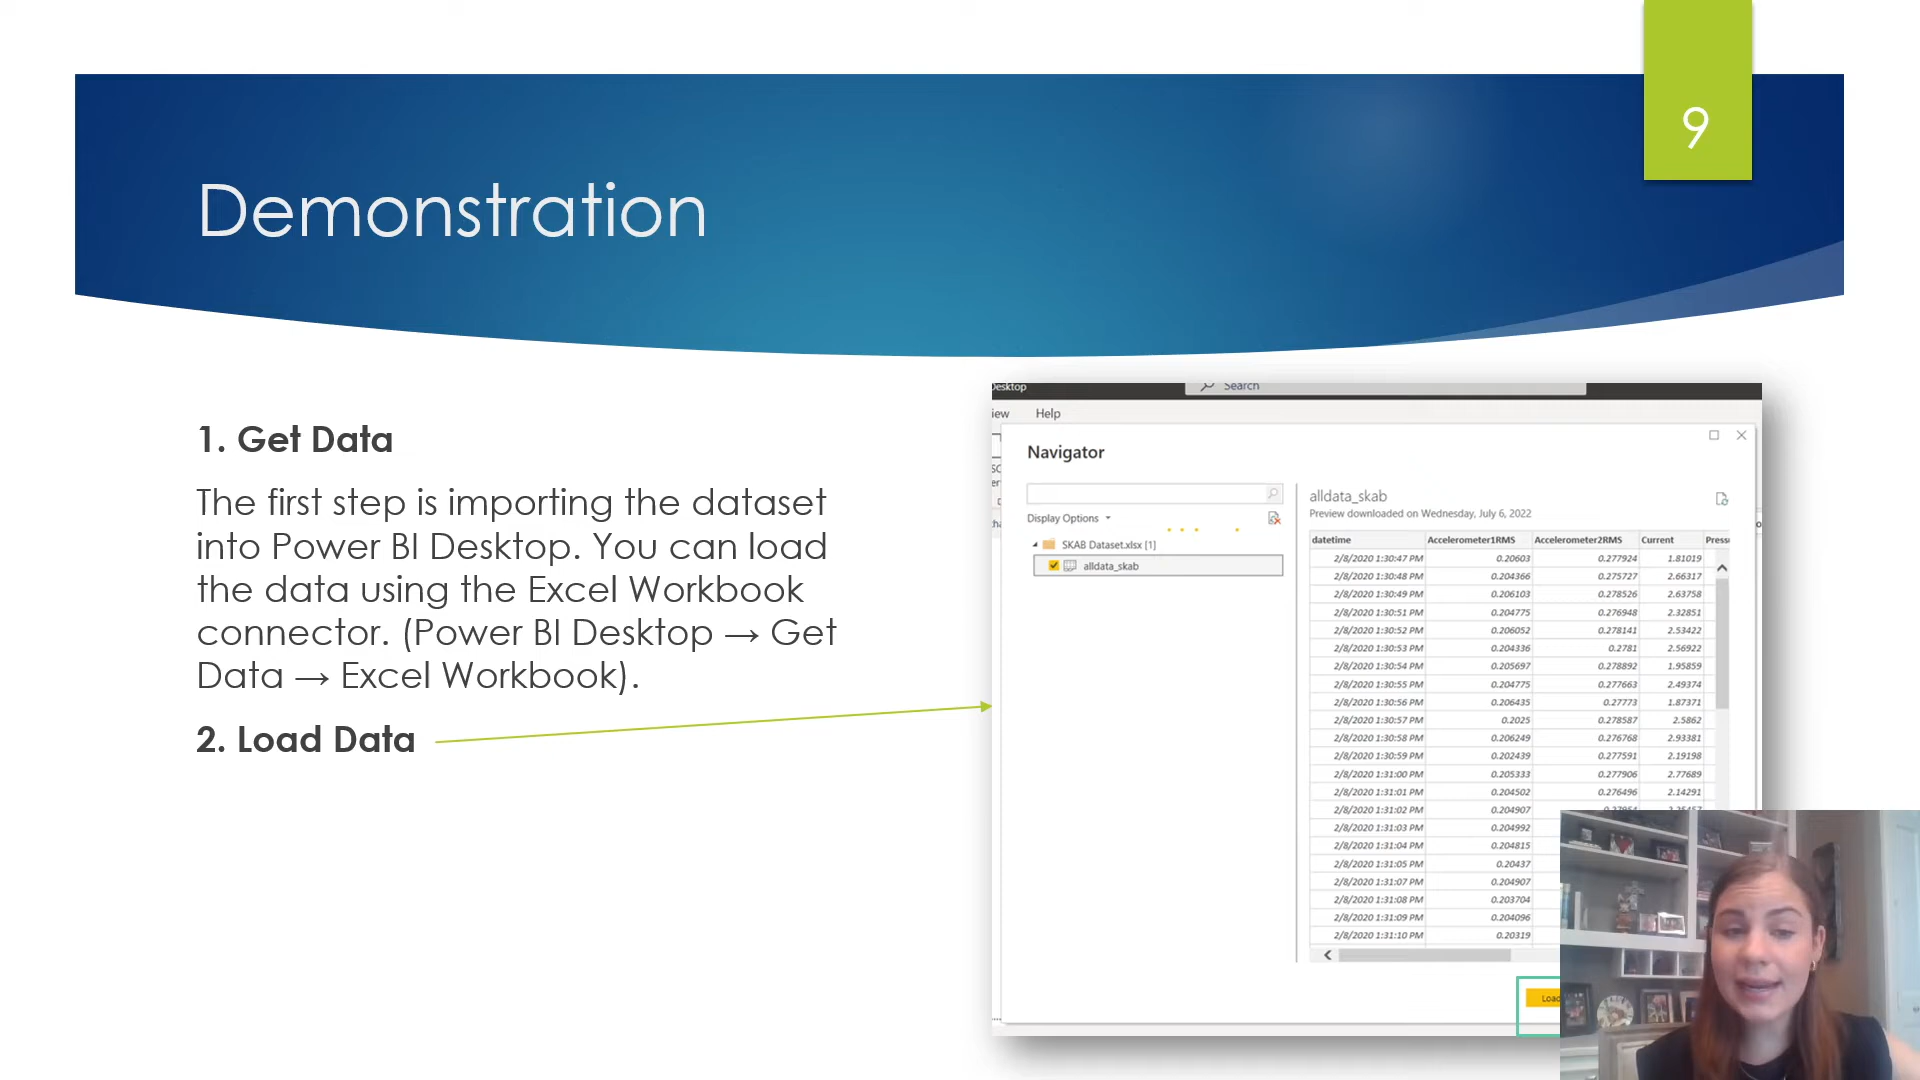 9
Demonstration
1. Get Data
The first step is importing the dataset
into Power BI Desktop. You can load
the data using the Excel Workbook
connector. (Power BI Desktop → Get
Data → Excel Workbook).
2. Load Data
Desktop
Search
iew
Help
Navigator
Display Options
SKAB Dataset.xlsx [1]
alldata_skab
alldata_skab
Preview downloaded on Wednesday, July 6, 2022
datetime Accelerometer1RMS Accelerometer2RMS Current Pressu
2/8/2020 1:30:47 PM 0.20603 0.277924 1.81019
2/8/2020 1:30:48 PM 0.204366 0.275727 2.66317
2/8/2020 1:30:49 PM 0.206103 0.278526 2.63758
2/8/2020 1:30:51 PM 0.204775 0.276948 2.32851
2/8/2020 1:30:52 PM 0.206052 0.278141 2.53422
2/8/2020 1:30:53 PM 0.204336 0.2781 2.56922
2/8/2020 1:30:54 PM 0.205697 0.278892 1.95859
2/8/2020 1:30:55 PM 0.204775 0.277663 2.49374
2/8/2020 1:30:56 PM 0.206435 0.27773 1.87371
2/8/2020 1:30:57 PM 0.2025 0.278587 2.5862
2/8/2020 1:30:58 PM 0.206249 0.276768 2.93381
2/8/2020 1:30:59 PM 0.202439 0.277591 2.19198
2/8/2020 1:31:00 PM 0.205333 0.277906 2.77689
2/8/2020 1:31:01 PM 0.204502 0.276496 2.14291
2/8/2020 1:31:02 PM 0.204907
2/8/2020 1:31:03 PM 0.204992
2/8/2020 1:31:04 PM 0.204815
2/8/2020 1:31:05 PM 0.20437
2/8/2020 1:31:07 PM 0.204907
2/8/2020 1:31:08 PM 0.203704
2/8/2020 1:31:09 PM 0.204096
2/8/2020 1:31:10 PM 0.20319
Load